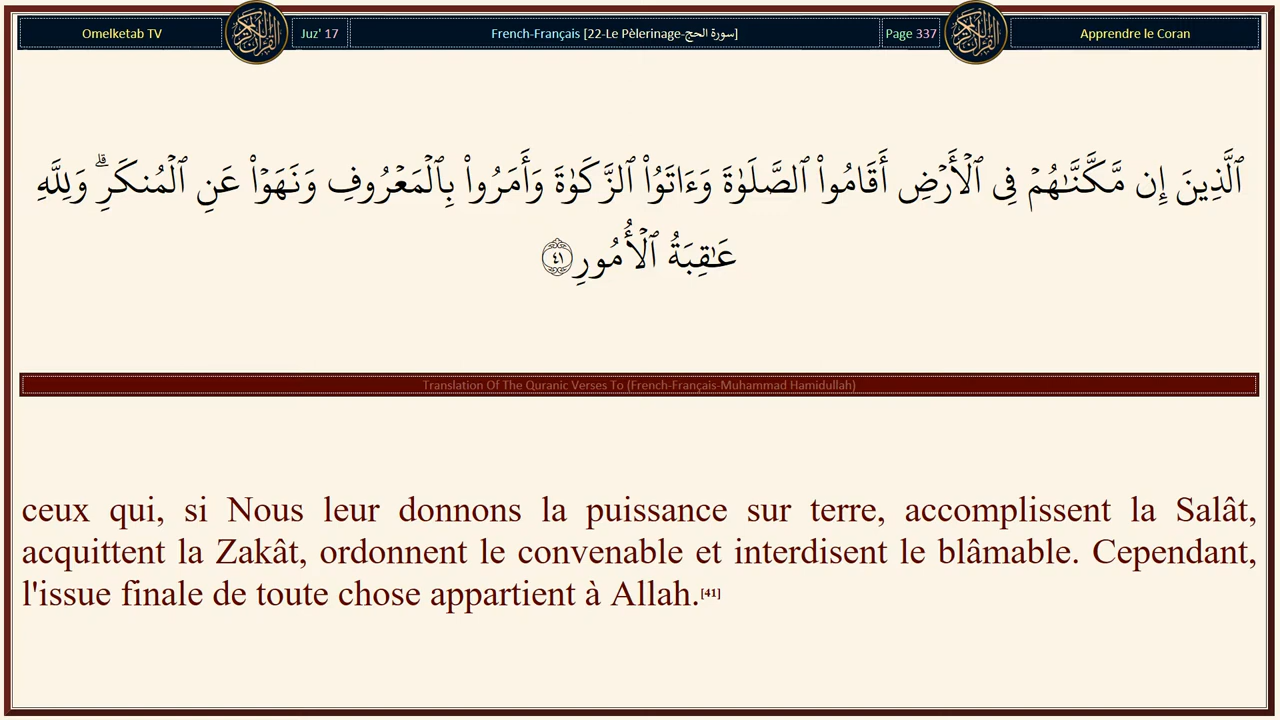 Omelketab TV
Juz' 17
French-Français [22-Le Pèlerinage-سورة الحج]
Page 337
Apprendre le Coran
ٱلَّذِينَ إِن مَّكَّنَّٰهُمْ فِى ٱلْأَرْضِ أَقَامُوا۟ ٱلصَّلَوٰةَ وَءَاتَوُا۟ ٱلزَّكَوٰةَ وَأَمَرُوا۟ بِٱلْمَعْرُوفِ وَنَهَوْا۟ عَنِ ٱلْمُنكَرِ ۗ وَلِلَّهِ
عَٰقِبَةُ ٱلْأُمُورِ ٤١
Translation Of The Quranic Verses To (French-Français-Muhammad Hamidullah)
ceux qui, si Nous leur donnons la puissance sur terre, accomplissent la Salât,
acquittent la Zakât, ordonnent le convenable et interdisent le blâmable. Cependant,
l'issue finale de toute chose appartient à Allah.[41]